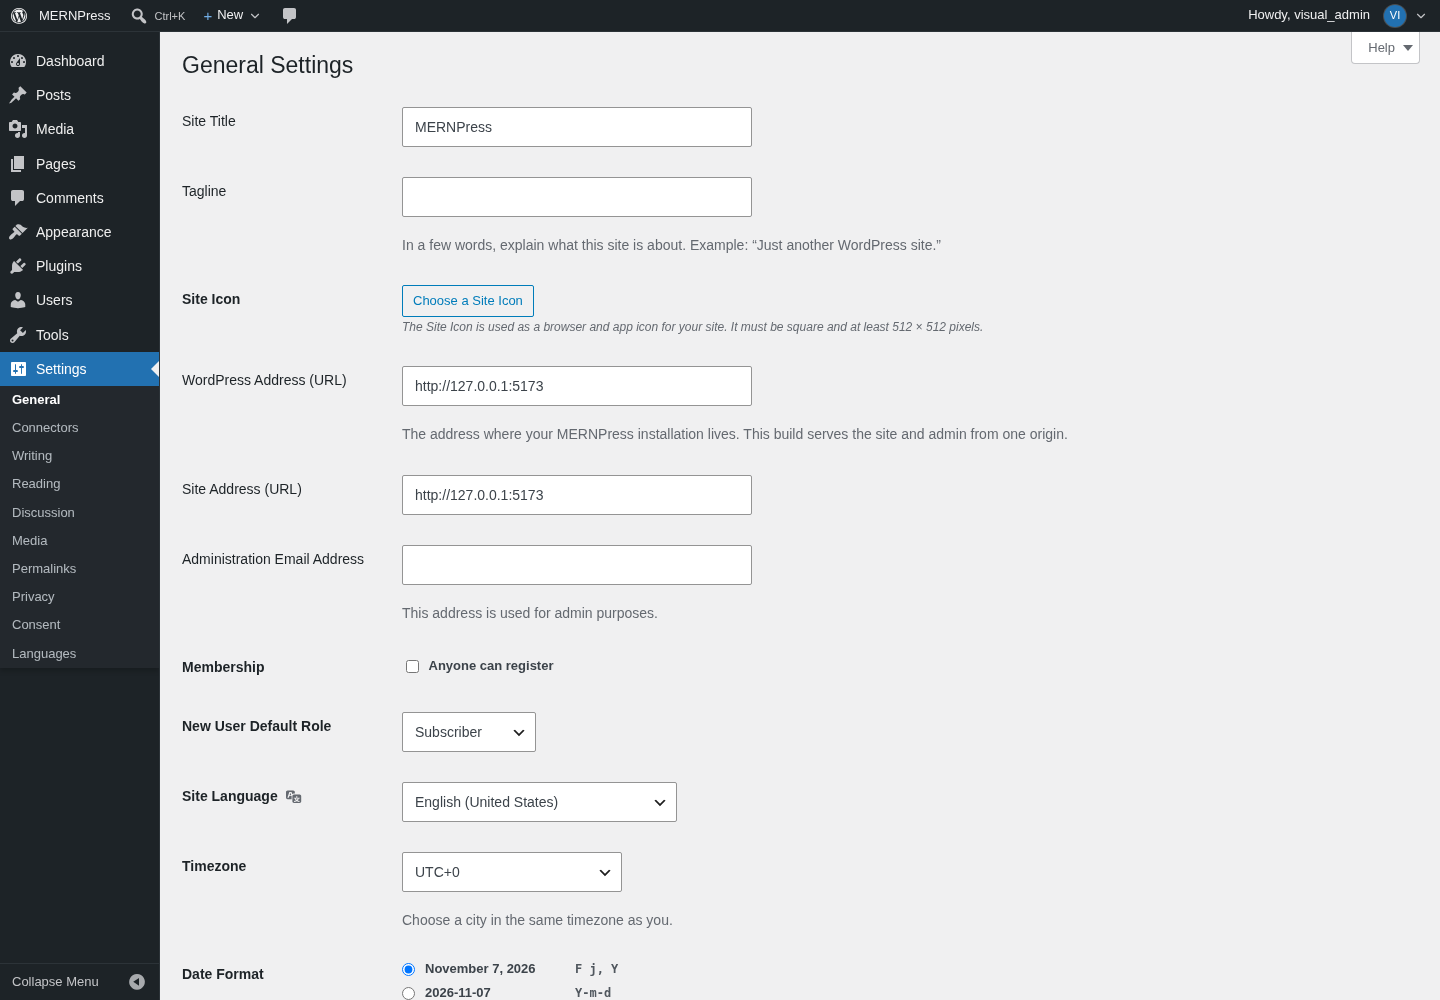 MERNPress
Ctrl+K
+ New
Howdy, visual_admin
VI
Help
Dashboard
Posts
Media
Pages
Comments
Appearance
Plugins
Users
Tools
Settings
General
Connectors
Writing
Reading
Discussion
Media
Permalinks
Privacy
Consent
Languages
Collapse Menu
General Settings
Site Title
MERNPress
Tagline
In a few words, explain what this site is about. Example: “Just another WordPress site.”
Site Icon
Choose a Site Icon
The Site Icon is used as a browser and app icon for your site. It must be square and at least 512 × 512 pixels.
WordPress Address (URL)
http://127.0.0.1:5173
The address where your MERNPress installation lives. This build serves the site and admin from one origin.
Site Address (URL)
http://127.0.0.1:5173
Administration Email Address
This address is used for admin purposes.
Membership
Anyone can register
New User Default Role
Subscriber
Site Language
English (United States)
Timezone
UTC+0
Choose a city in the same timezone as you.
Date Format
November 7, 2026 F j, Y
2026-11-07 Y-m-d